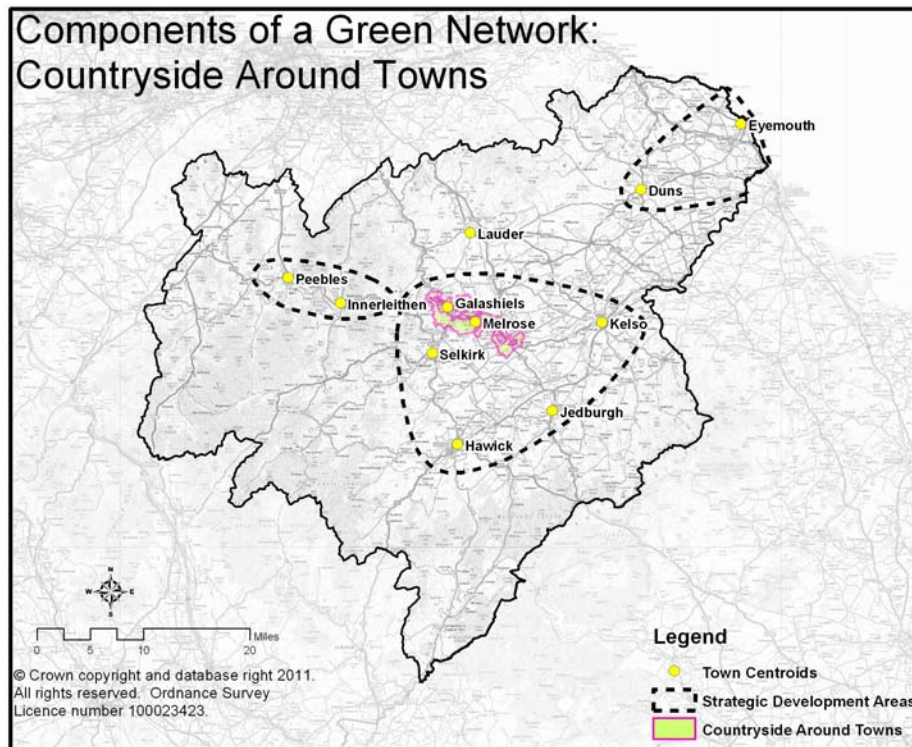 Components of a Green Network:
Countryside Around Towns
Eyemouth
Duns
Lauder
Peebles
Innerleithen
Galashiels
Melrose
Kelso
Selkirk
Jedburgh
Hawick
N
W E
S
Miles
0 5 10 20
© Crown copyright and database right 2011.
All rights reserved. Ordnance Survey
Licence number 100023423.
Legend
Town Centroids
Strategic Development Areas
Countryside Around Towns